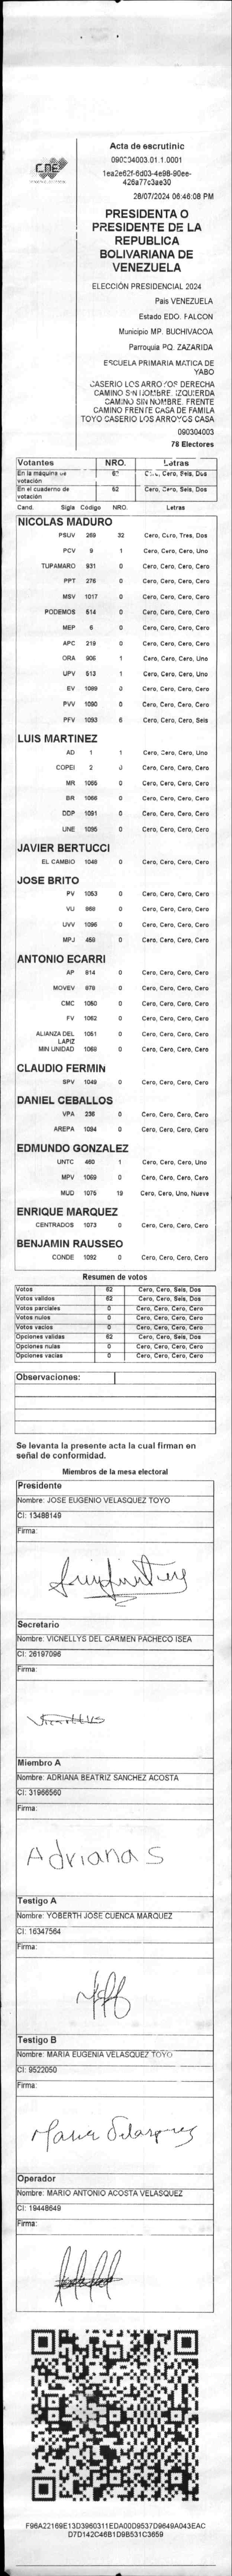 CNE
Acta de escrutinio
090304003.01.1.0001
1ea2e62f-6d03-4e98-90ee-
426a77c3ae30
28/07/2024 06:46:08 PM
PRESIDENTA O
PRESIDENTE DE LA
REPUBLICA
BOLIVARIANA DE
VENEZUELA
ELECCIÓN PRESIDENCIAL 2024
Pais VENEZUELA
Estado EDO. FALCON
Municipio MP. BUCHIVACOA
Parroquia PQ. ZAZARIDA
ESCUELA PRIMARIA MATICA DE
YABO
CASERIO LOS ARROYOS DERECHA
CAMINO SIN NOMBRE. IZQUIERDA
CAMINO SIN NOMBRE. FRENTE
CAMINO FRENTE CASA DE FAMILA
TOYO CASERIO LOS ARROYOS CASA
090304003
78 Electores
Votantes NRO. Letras
En la máquina de votación 62 Cero, Cero, Seis, Dos
En el cuaderno de votación 62 Cero, Cero, Seis, Dos
Cand. Sigla Código NRO. Letras
NICOLAS MADURO
PSUV 269 32 Cero, Cero, Tres, Dos
PCV 9 1 Cero, Cero, Cero, Uno
TUPAMARO 931 0 Cero, Cero, Cero, Cero
PPT 276 0 Cero, Cero, Cero, Cero
MSV 1017 0 Cero, Cero, Cero, Cero
PODEMOS 514 0 Cero, Cero, Cero, Cero
MEP 6 0 Cero, Cero, Cero, Cero
APC 219 0 Cero, Cero, Cero, Cero
ORA 906 1 Cero, Cero, Cero, Uno
UPV 513 1 Cero, Cero, Cero, Uno
EV 1099 0 Cero, Cero, Cero, Cero
PVV 1090 0 Cero, Cero, Cero, Cero
PFV 1093 6 Cero, Cero, Cero, Seis
LUIS MARTINEZ
AD 1 1 Cero, Cero, Cero, Uno
COPEI 2 0 Cero, Cero, Cero, Cero
MR 1065 0 Cero, Cero, Cero, Cero
BR 1066 0 Cero, Cero, Cero, Cero
DDP 1091 0 Cero, Cero, Cero, Cero
UNE 1095 0 Cero, Cero, Cero, Cero
JAVIER BERTUCCI
EL CAMBIO 1048 0 Cero, Cero, Cero, Cero
JOSE BRITO
PV 1053 0 Cero, Cero, Cero, Cero
VU 868 0 Cero, Cero, Cero, Cero
UVV 1096 0 Cero, Cero, Cero, Cero
MPJ 459 0 Cero, Cero, Cero, Cero
ANTONIO ECARRI
AP 814 0 Cero, Cero, Cero, Cero
MOVEV 878 0 Cero, Cero, Cero, Cero
CMC 1050 0 Cero, Cero, Cero, Cero
FV 1062 0 Cero, Cero, Cero, Cero
ALIANZA DEL LAPIZ 1051 0 Cero, Cero, Cero, Cero
MIN UNIDAD 1068 0 Cero, Cero, Cero, Cero
CLAUDIO FERMIN
SPV 1049 0 Cero, Cero, Cero, Cero
DANIEL CEBALLOS
VPA 236 0 Cero, Cero, Cero, Cero
AREPA 1084 0 Cero, Cero, Cero, Cero
EDMUNDO GONZALEZ
UNTC 460 1 Cero, Cero, Cero, Uno
MPV 1069 0 Cero, Cero, Cero, Cero
MUD 1075 19 Cero, Cero, Uno, Nueve
ENRIQUE MARQUEZ
CENTRADOS 1073 0 Cero, Cero, Cero, Cero
BENJAMIN RAUSSEO
CONDE 1092 0 Cero, Cero, Cero, Cero
Resumen de votos
Votos 62 Cero, Cero, Seis, Dos
Votos validos 62 Cero, Cero, Seis, Dos
Votos parciales 0 Cero, Cero, Cero, Cero
Votos nulos 0 Cero, Cero, Cero, Cero
Votos vacios 0 Cero, Cero, Cero, Cero
Opciones validas 62 Cero, Cero, Seis, Dos
Opciones nulas 0 Cero, Cero, Cero, Cero
Opciones vacias 0 Cero, Cero, Cero, Cero
Observaciones:
Se levanta la presente acta la cual firman en
señal de conformidad.
Miembros de la mesa electoral
Presidente
Nombre: JOSE EUGENIO VELASQUEZ TOYO
CI: 13488149
Firma:
Secretario
Nombre: VICNELLYS DEL CARMEN PACHECO ISEA
CI: 26197096
Firma:
Miembro A
Nombre: ADRIANA BEATRIZ SANCHEZ ACOSTA
CI: 31966560
Firma:
Adriana S
Testigo A
Nombre: YOBERTH JOSE CUENCA MARQUEZ
CI: 16347564
Firma:
Testigo B
Nombre: MARIA EUGENIA VELASQUEZ TOYO
CI: 9522050
Firma:
Maria Velasquez
Operador
Nombre: MARIO ANTONIO ACOSTA VELASQUEZ
CI: 19448649
Firma:
F96A22169E13D3960311EDA00D9537D9649A043EAC
D7D142C46B1D9B531C3659